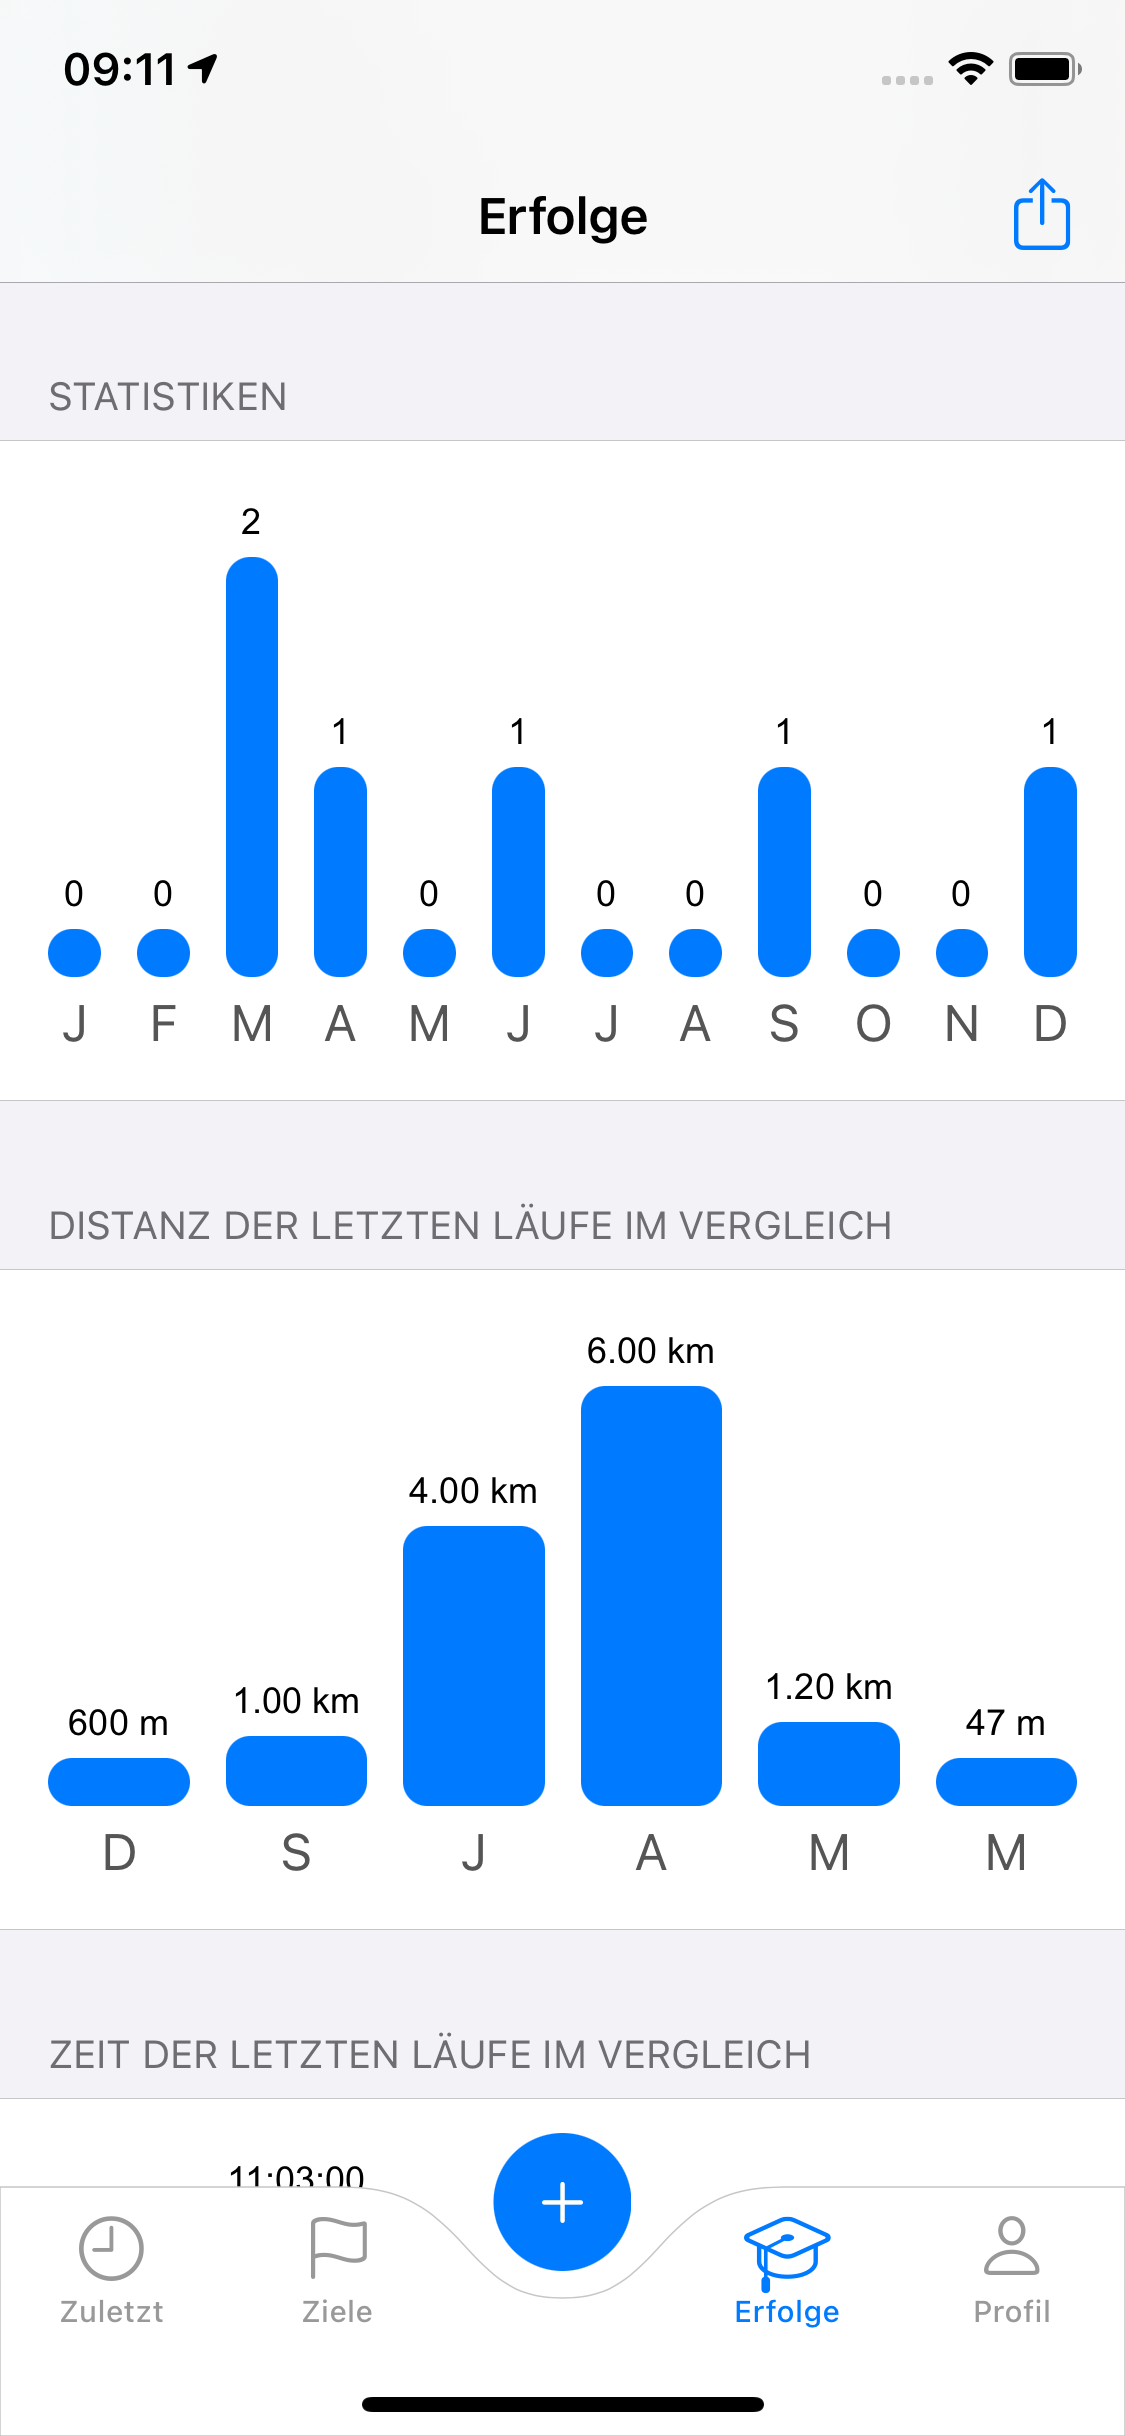 09:11
Erfolge
STATISTIKEN
2
1 1 1 1
0 0 0 0 0 0 0
J F M A M J J A S O N D
DISTANZ DER LETZTEN LÄUFE IM VERGLEICH
6.00 km
4.00 km
1.20 km
1.00 km
600 m 47 m
D S J A M M
ZEIT DER LETZTEN LÄUFE IM VERGLEICH
11:03:00
Zuletzt Ziele Erfolge Profil